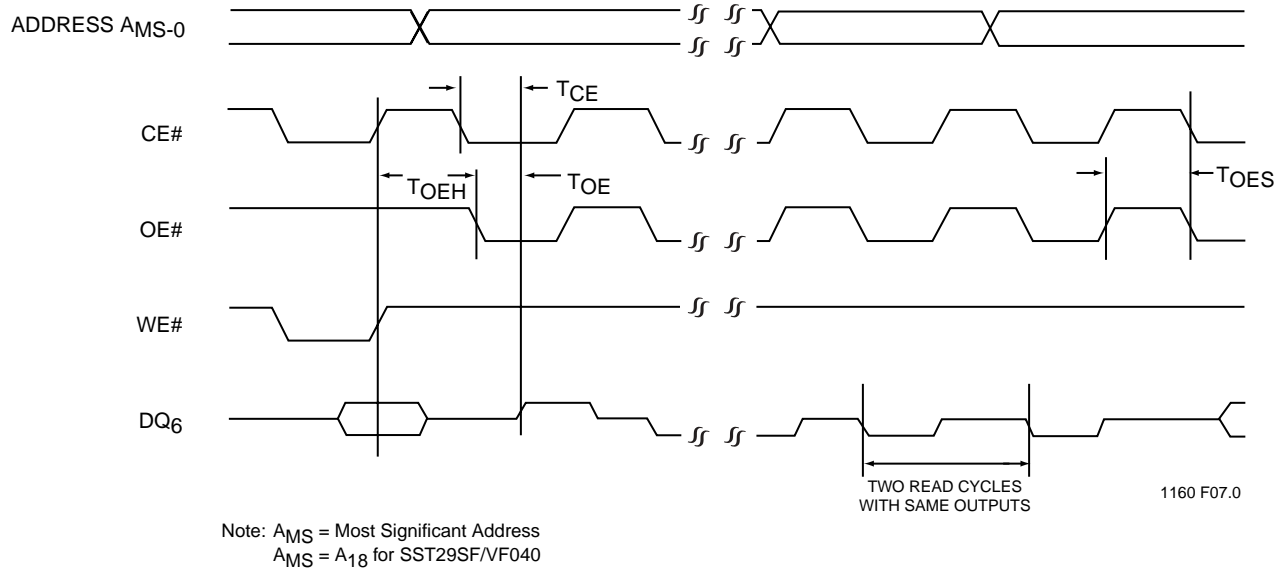 ADDRESS AMS-0
TCE
CE#
TOEH
TOE
TOES
OE#
WE#
DQ6
TWO READ CYCLES
WITH SAME OUTPUTS
1160 F07.0
Note: AMS = Most Significant Address
AMS = A18 for SST29SF/VF040